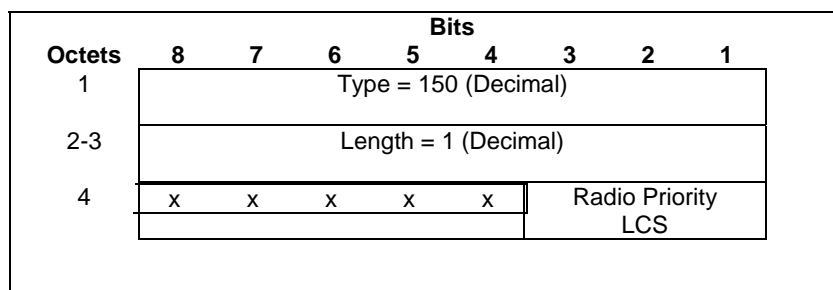 Bits
Octets 8 7 6 5 4 3 2 1
1 Type = 150 (Decimal)
2-3 Length = 1 (Decimal)
4 x x x x x Radio Priority
LCS